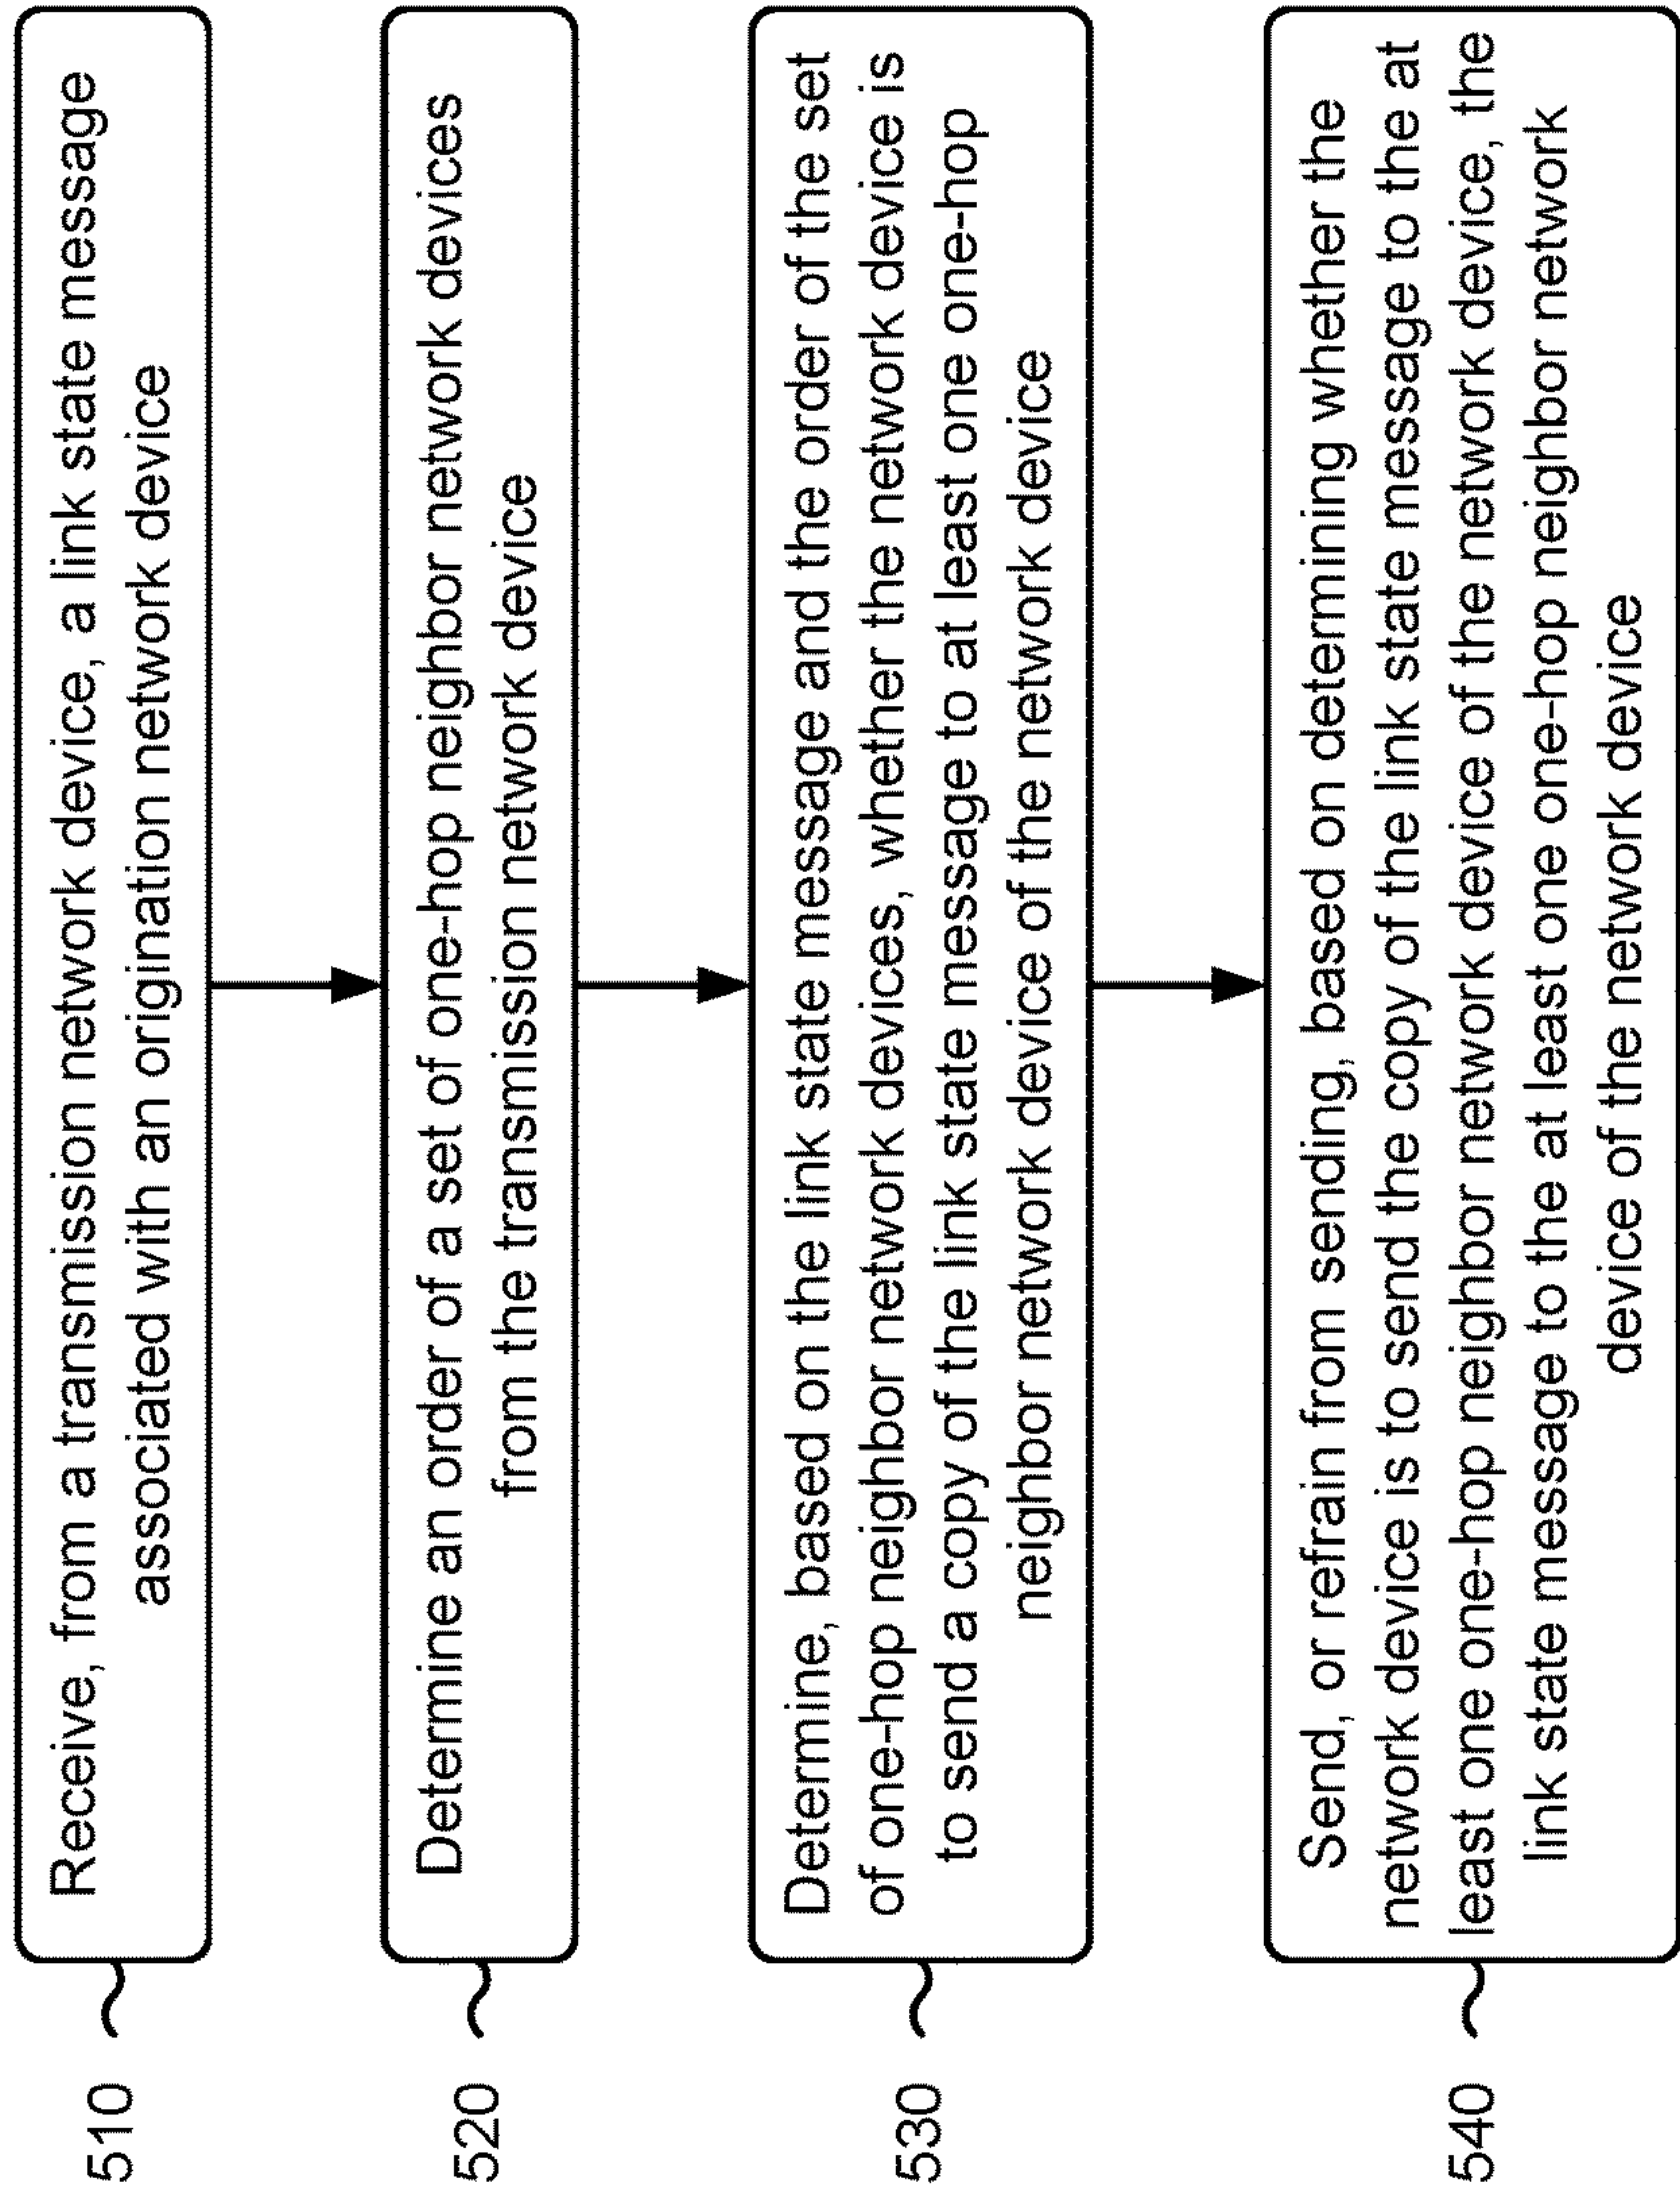 510
Receive, from a transmission network device, a link state message
associated with an origination network device
520
Determine an order of a set of one-hop neighbor network devices
from the transmission network device
530
Determine, based on the link state message and the order of the set
of one-hop neighbor network devices, whether the network device is
to send a copy of the link state message to at least one one-hop
neighbor network device of the network device
540
Send, or refrain from sending, based on determining whether the
network device is to send the copy of the link state message to the at
least one one-hop neighbor network device of the network device, the
link state message to the at least one one-hop neighbor network
device of the network device